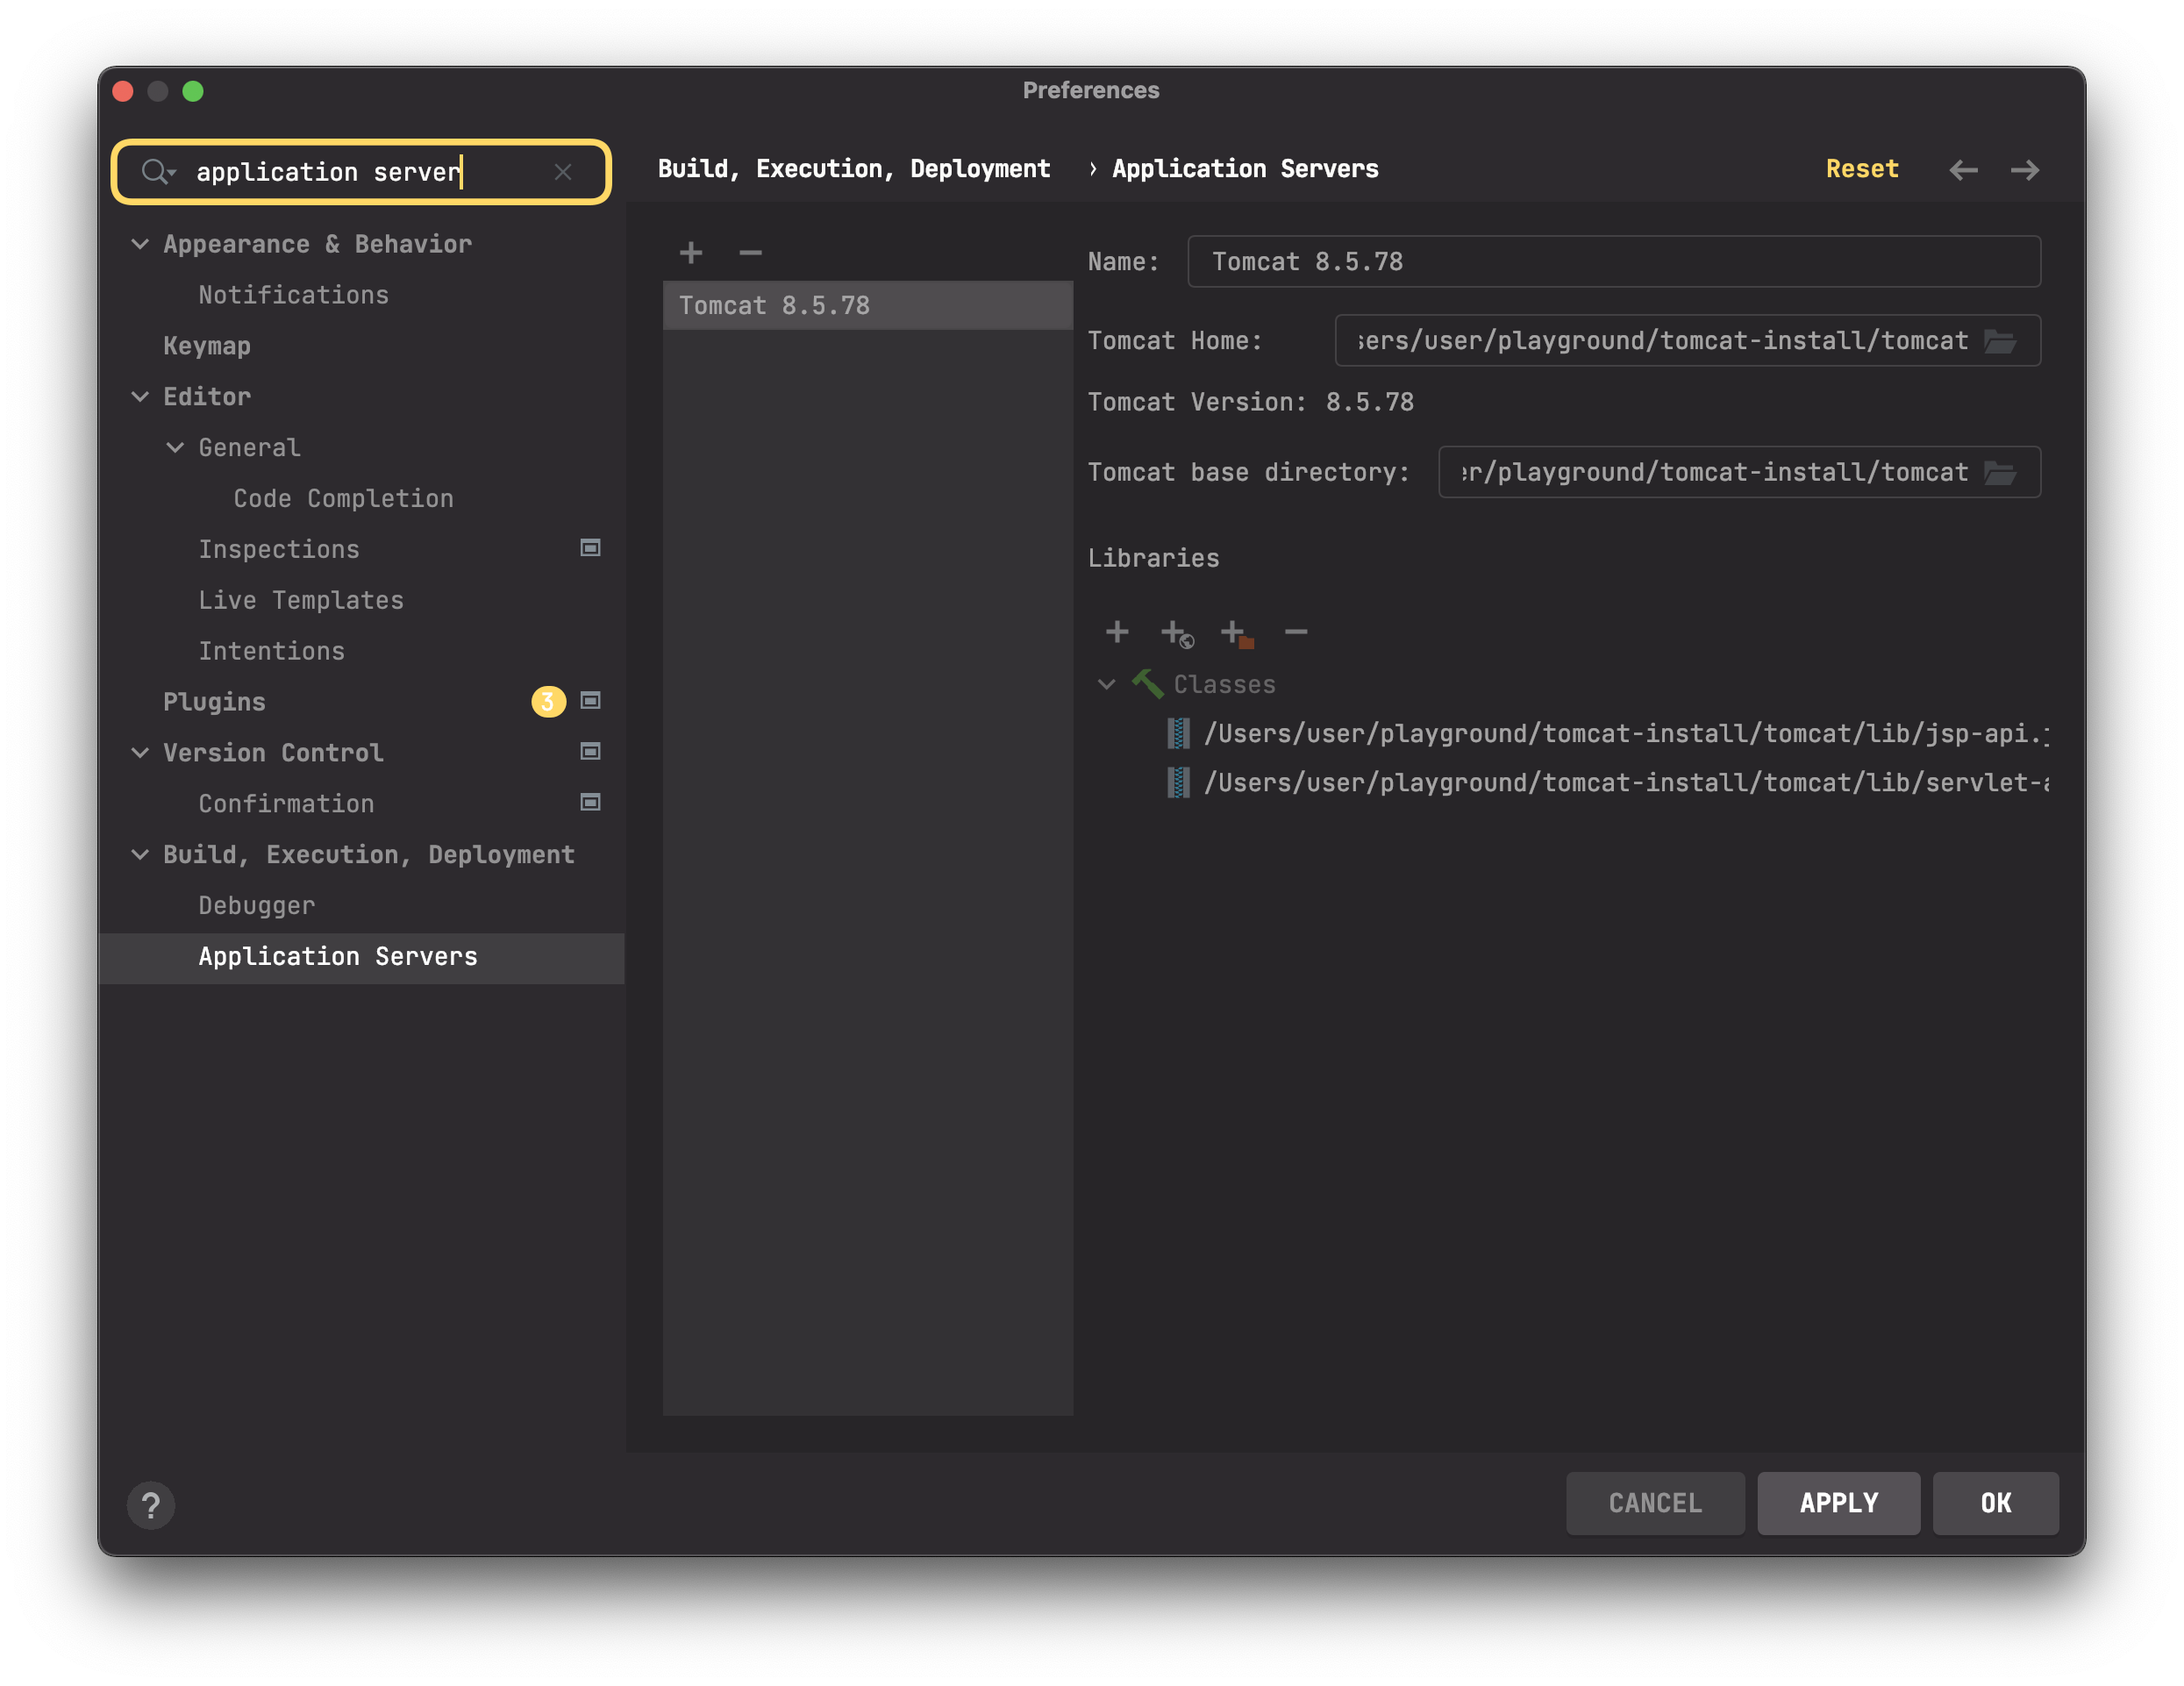 Preferences
application server
Appearance & Behavior
Notifications
Keymap
Editor
General
Code Completion
Inspections
Live Templates
Intentions
Plugins 3
Version Control
Confirmation
Build, Execution, Deployment
Debugger
Application Servers
Build, Execution, Deployment › Application Servers
Reset
Tomcat 8.5.78
Name: Tomcat 8.5.78
Tomcat Home: sers/user/playground/tomcat-install/tomcat
Tomcat Version: 8.5.78
Tomcat base directory: er/playground/tomcat-install/tomcat
Libraries
Classes
/Users/user/playground/tomcat-install/tomcat/lib/jsp-api.j
/Users/user/playground/tomcat-install/tomcat/lib/servlet-a
?
CANCEL
APPLY
OK